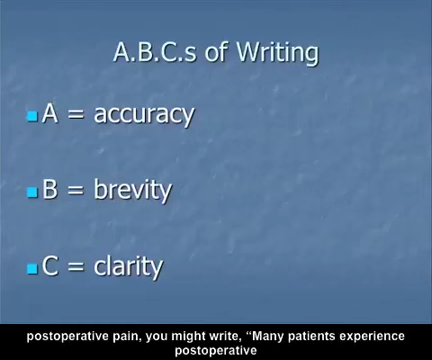 A.B.C.s of Writing
A = accuracy
B = brevity
C = clarity
postoperative pain, you might write, “Many patients experience
postoperative